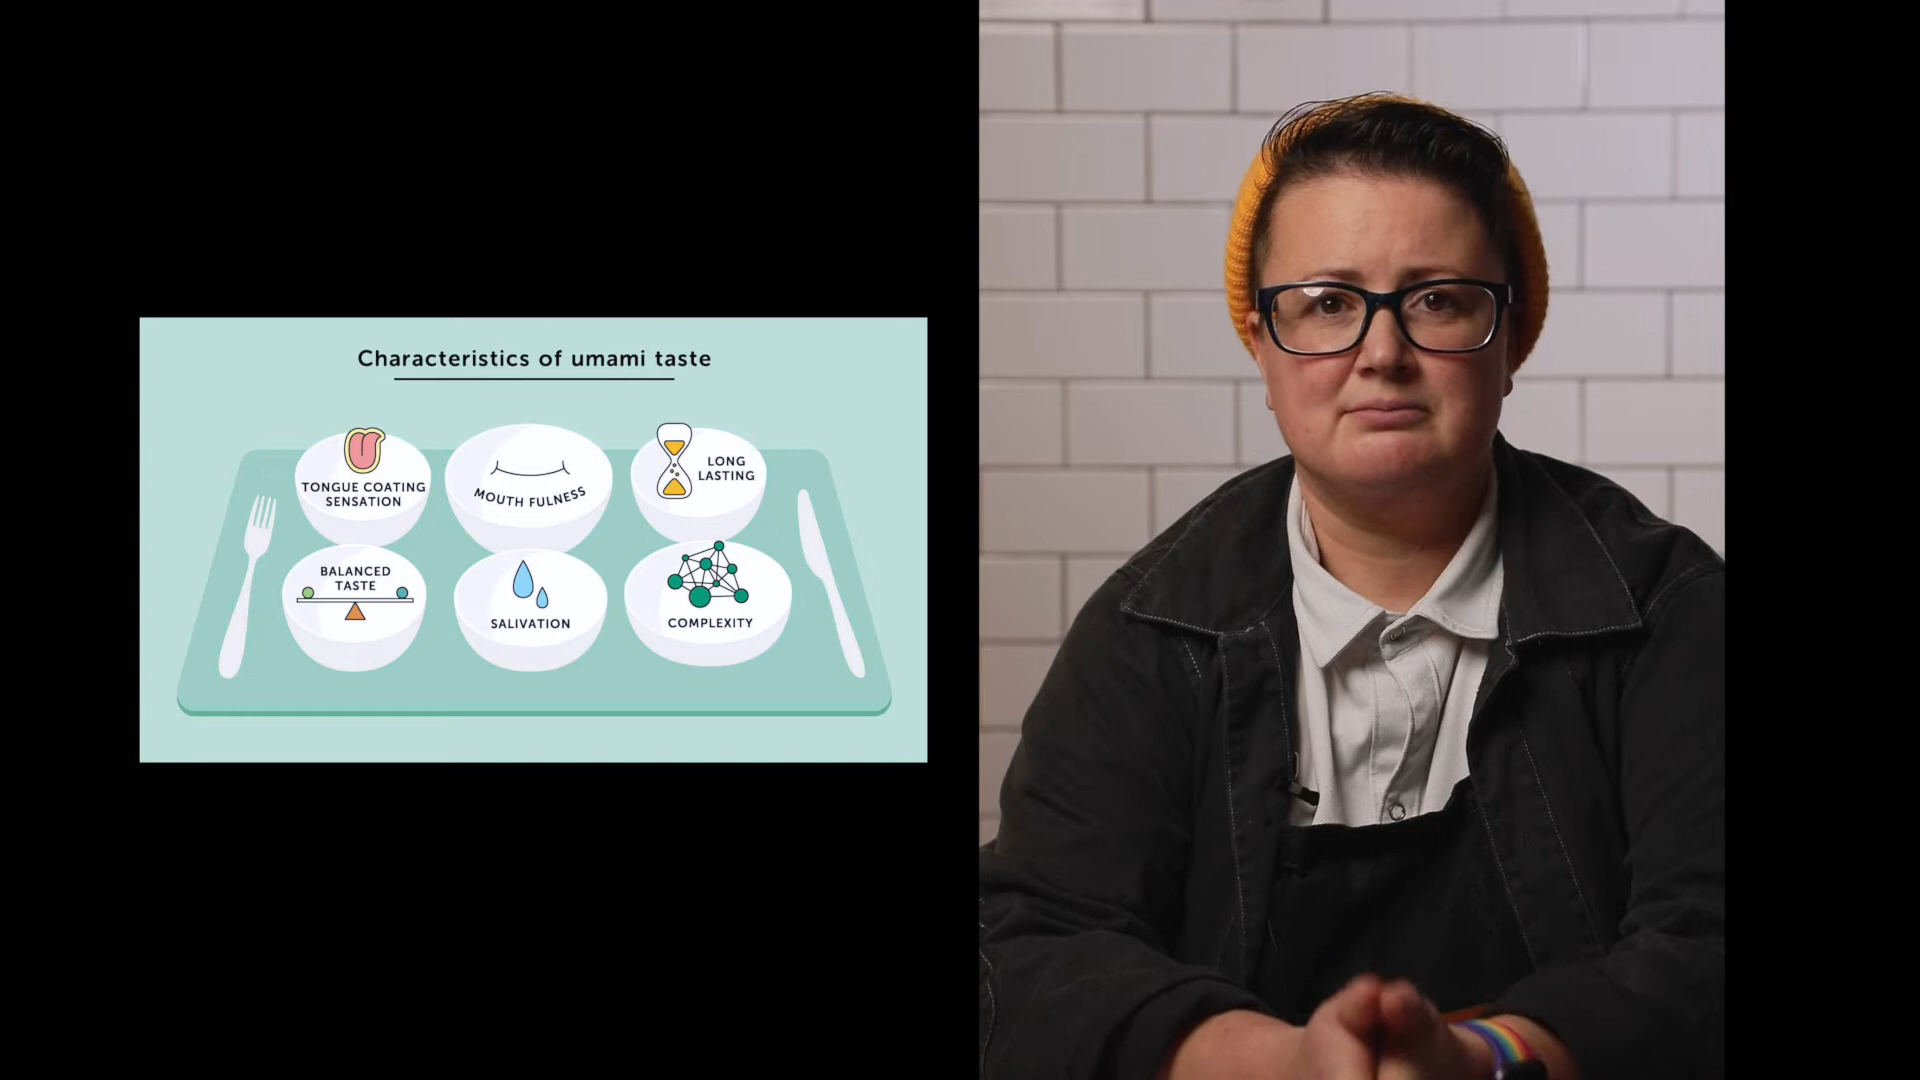 Characteristics of umami taste
TONGUE COATING
SENSATION
MOUTH FULNESS
LONG
LASTING
BALANCED
TASTE
SALIVATION
COMPLEXITY